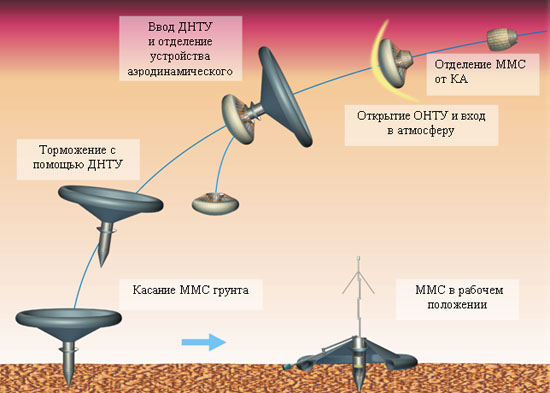 Ввод ДНТУ
и отделение
устройства
аэродинамического
Отделение ММС
от КА
Открытие ОНТУ и вход
в атмосферу
Торможение с
помощью ДНТУ
Касание ММС грунта
ММС в рабочем
положении